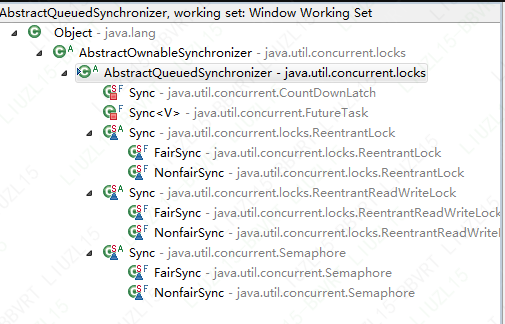 AbstractQueuedSynchronizer, working set: Window Working Set
Object - java.lang
AbstractOwnableSynchronizer - java.util.concurrent.locks
AbstractQueuedSynchronizer - java.util.concurrent.locks
Sync - java.util.concurrent.CountDownLatch
Sync<V> - java.util.concurrent.FutureTask
Sync - java.util.concurrent.locks.ReentrantLock
FairSync - java.util.concurrent.locks.ReentrantLock
NonfairSync - java.util.concurrent.locks.ReentrantLock
Sync - java.util.concurrent.locks.ReentrantReadWriteLock
FairSync - java.util.concurrent.locks.ReentrantReadWriteLock
NonfairSync - java.util.concurrent.locks.ReentrantReadWriteL
Sync - java.util.concurrent.Semaphore
FairSync - java.util.concurrent.Semaphore
NonfairSync - java.util.concurrent.Semaphore